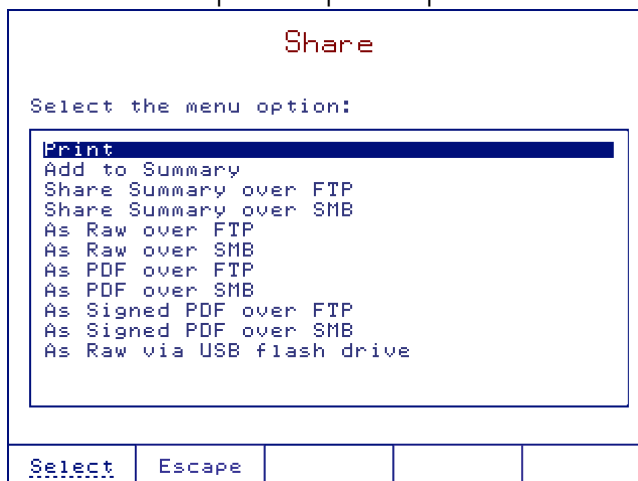 Share
Select the menu option:
Print
Add to Summary
Share Summary over FTP
Share Summary over SMB
As Raw over FTP
As Raw over SMB
As PDF over FTP
As PDF over SMB
As Signed PDF over FTP
As Signed PDF over SMB
As Raw via USB flash drive
Select Escape